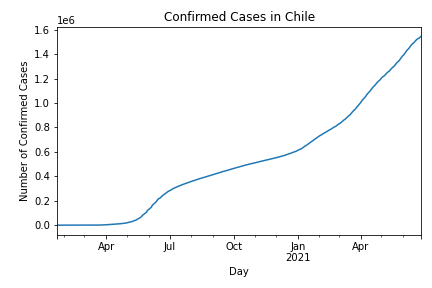 Confirmed Cases in Chile
1e6
1.6
1.4
1.2
1.0
0.8
0.6
0.4
0.2
0.0
Number of Confirmed Cases
Apr
Jul
Oct
Jan
2021
Apr
Day